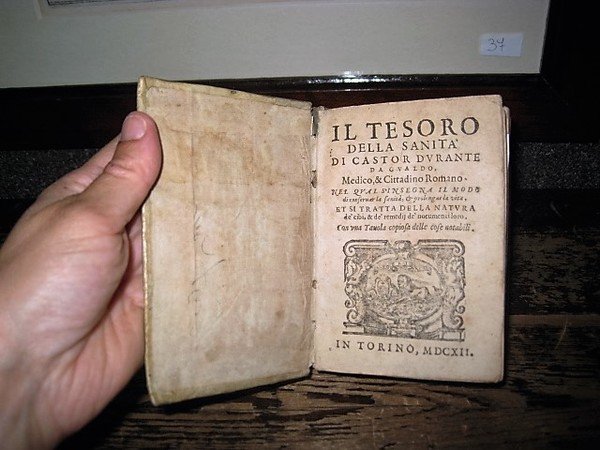 37
IL TESORO
DELLA SANITA'
DI CASTOR DVRANTE
DA GVALDO,
Medico, & Cittadino Romano.
NEL QVAL S'INSEGNA IL MODO
di conseruar la sanità, & prolungar la vita,
ET SI TRATTA DELLA NATVRA
de' cibi, & de' remedij de' nocumenti loro,
Con vna Tauola copiosa delle cose notabili.
IN TORINO, MDCXII.